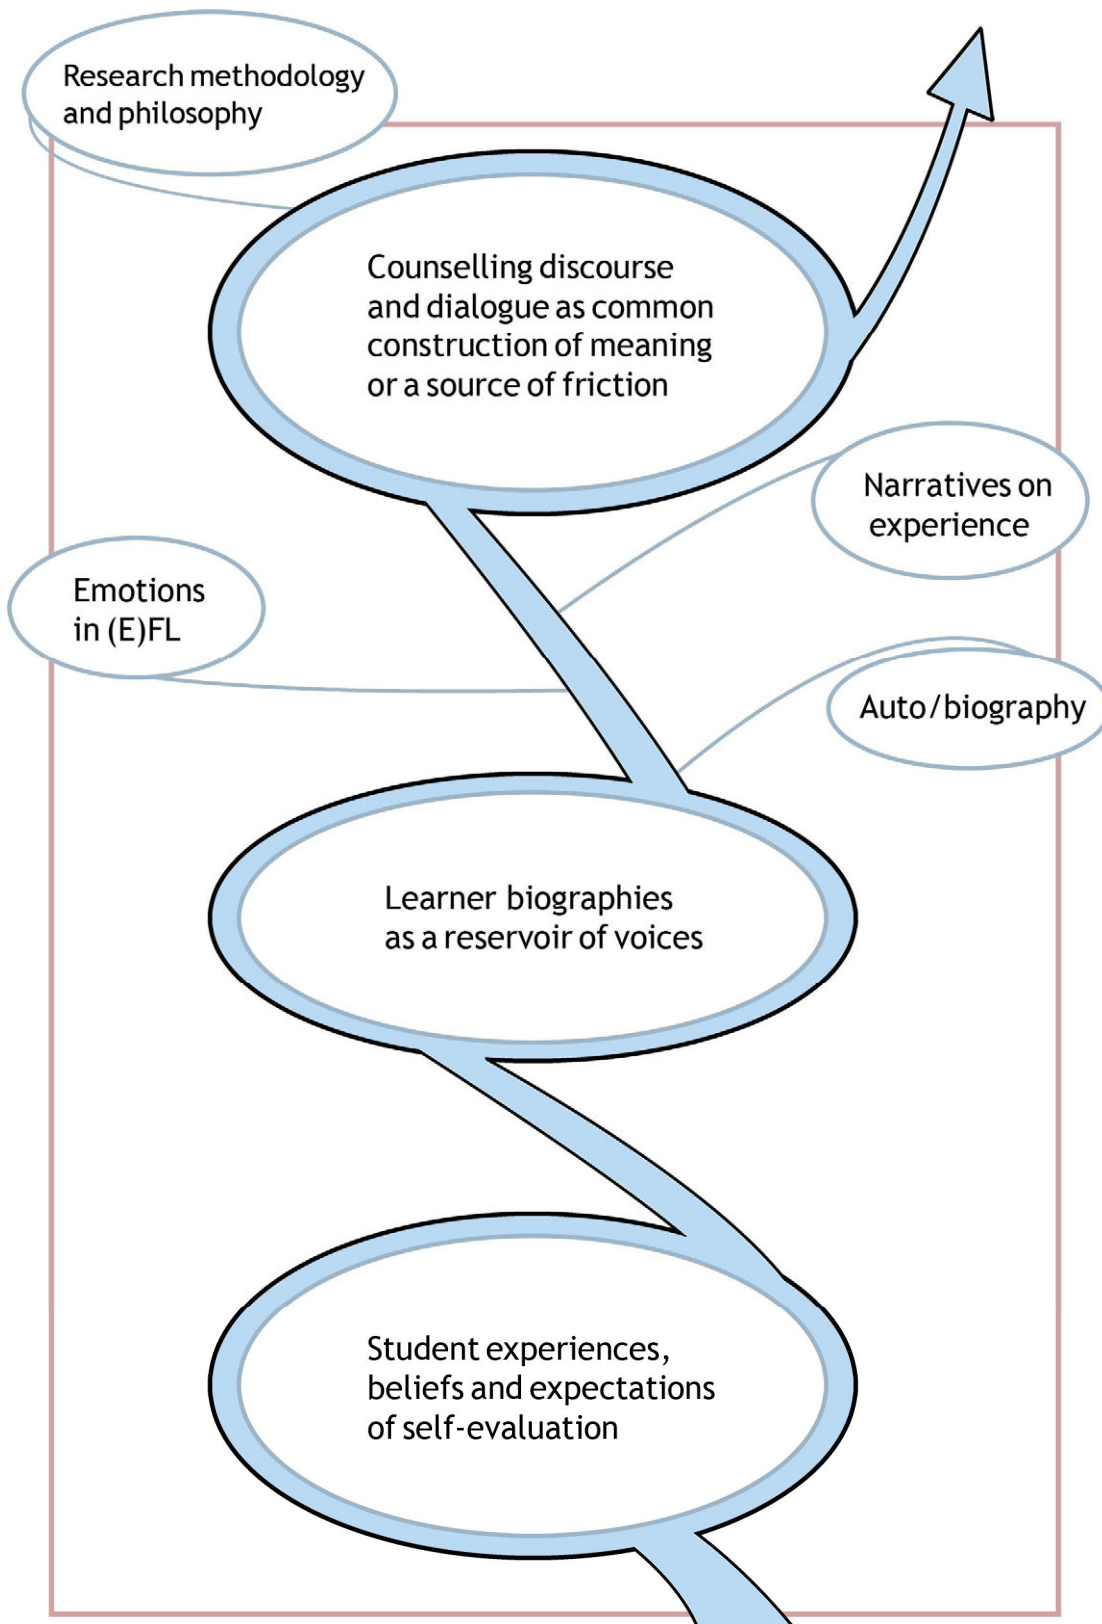 Research methodology
and philosophy
Counselling discourse
and dialogue as common
construction of meaning
or a source of friction
Narratives on
experience
Emotions
in (E)FL
Auto/biography
Learner biographies
as a reservoir of voices
Student experiences,
beliefs and expectations
of self-evaluation